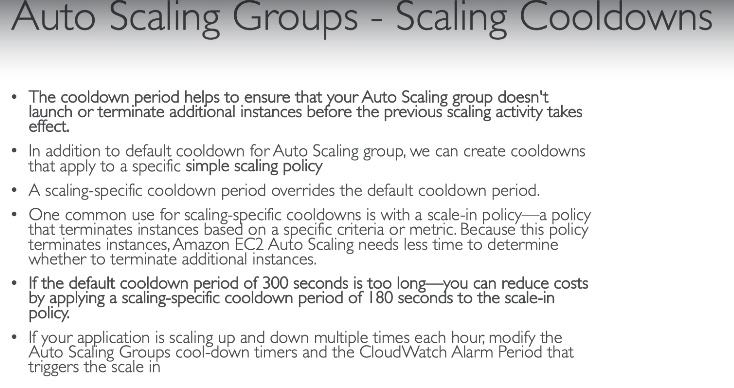 Auto Scaling Groups - Scaling Cooldowns
• The cooldown period helps to ensure that your Auto Scaling group doesn't
launch or terminate additional instances before the previous scaling activity takes
effect.
• In addition to default cooldown for Auto Scaling group, we can create cooldowns
that apply to a specific simple scaling policy
• A scaling-specific cooldown period overrides the default cooldown period.
• One common use for scaling-specific cooldowns is with a scale-in policy—a policy
that terminates instances based on a specific criteria or metric. Because this policy
terminates instances, Amazon EC2 Auto Scaling needs less time to determine
whether to terminate additional instances.
• If the default cooldown period of 300 seconds is too long—you can reduce costs
by applying a scaling-specific cooldown period of 180 seconds to the scale-in
policy.
• If your application is scaling up and down multiple times each hour, modify the
Auto Scaling Groups cool-down timers and the CloudWatch Alarm Period that
triggers the scale in